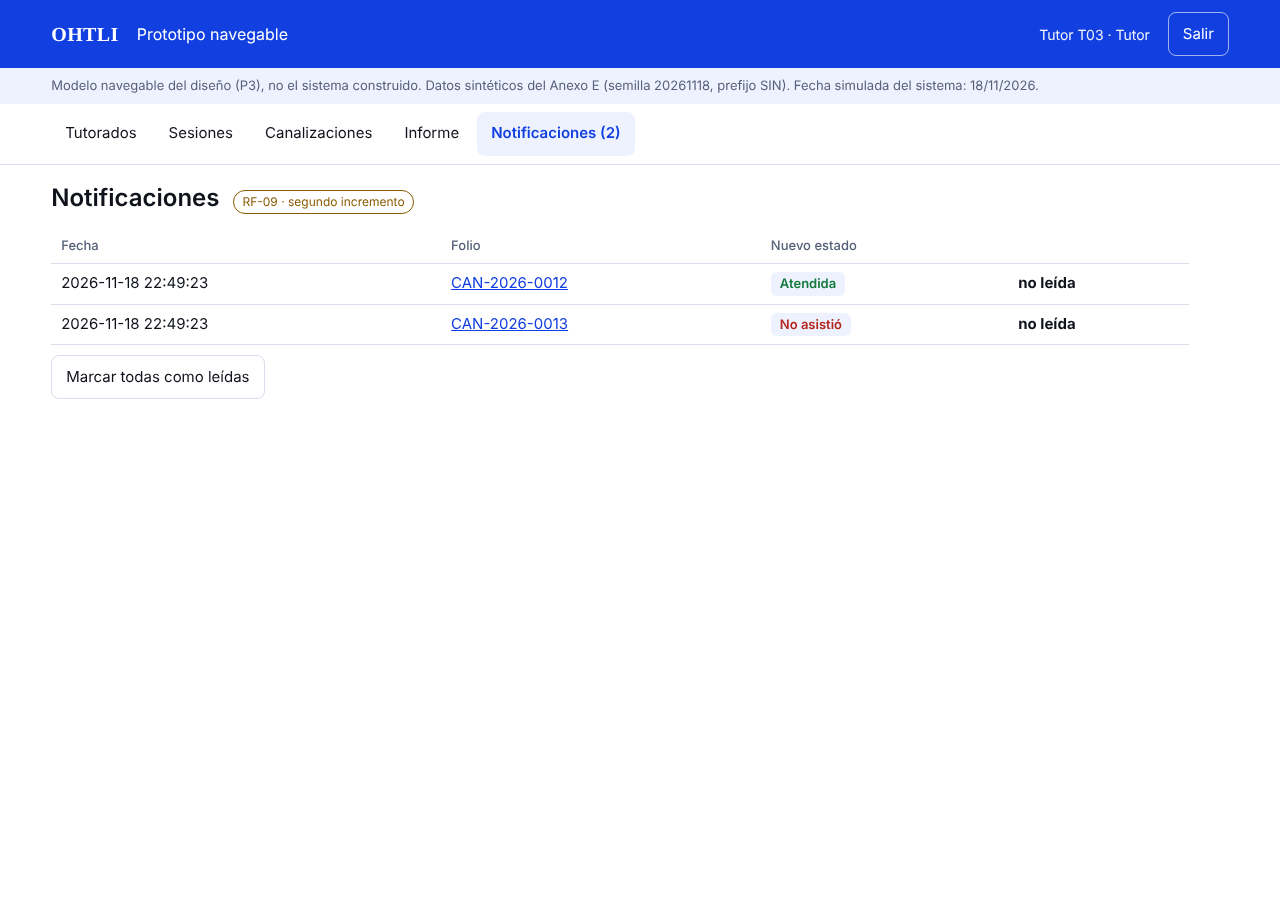 OHTLI Prototipo navegable Tutor T03 · Tutor Salir
Modelo navegable del diseño (P3), no el sistema construido. Datos sintéticos del Anexo E (semilla 20261118, prefijo SIN). Fecha simulada del sistema: 18/11/2026.
Tutorados Sesiones Canalizaciones Informe Notificaciones (2)
Notificaciones RF-09 · segundo incremento
Fecha Folio Nuevo estado
2026-11-18 22:49:23 CAN-2026-0012 Atendida no leída
2026-11-18 22:49:23 CAN-2026-0013 No asistió no leída
Marcar todas como leídas